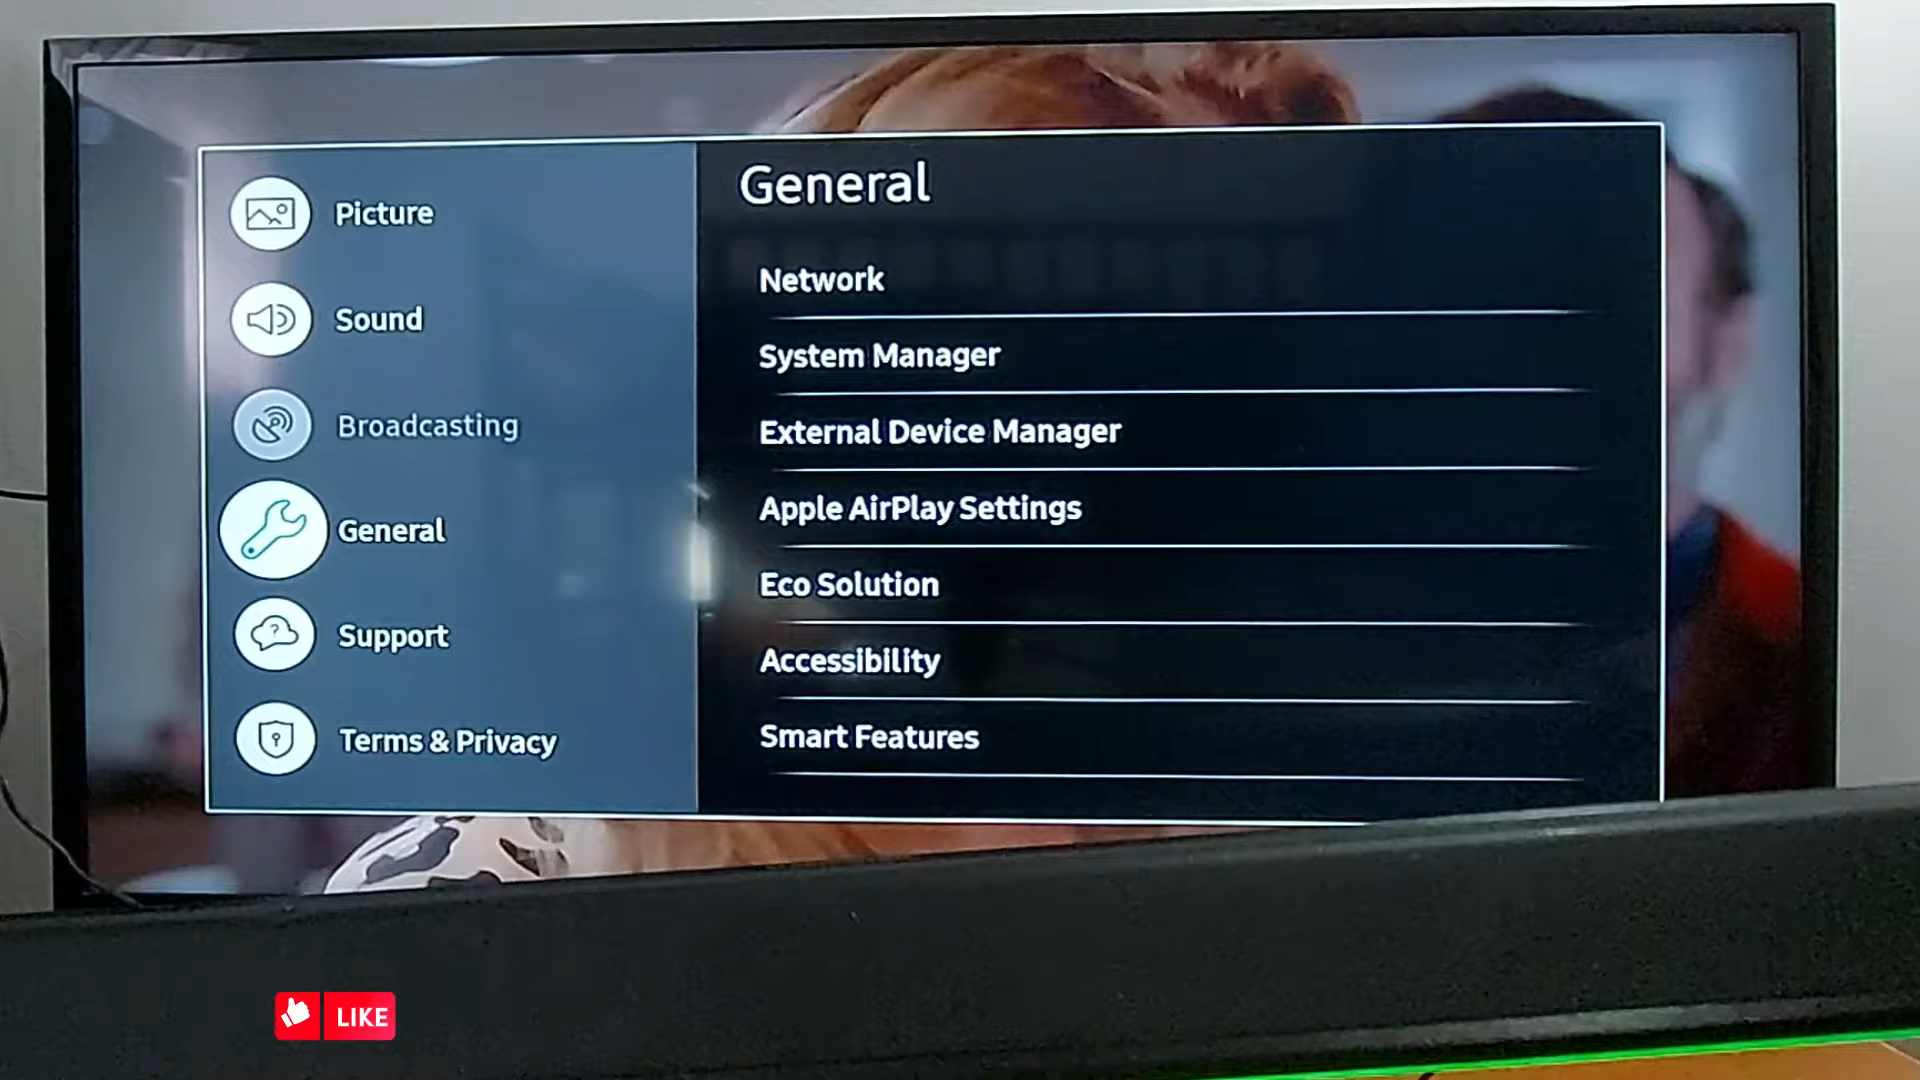 Picture
Sound
Broadcasting
General
Support
Terms & Privacy
General
Network
System Manager
External Device Manager
Apple AirPlay Settings
Eco Solution
Accessibility
Smart Features
LIKE